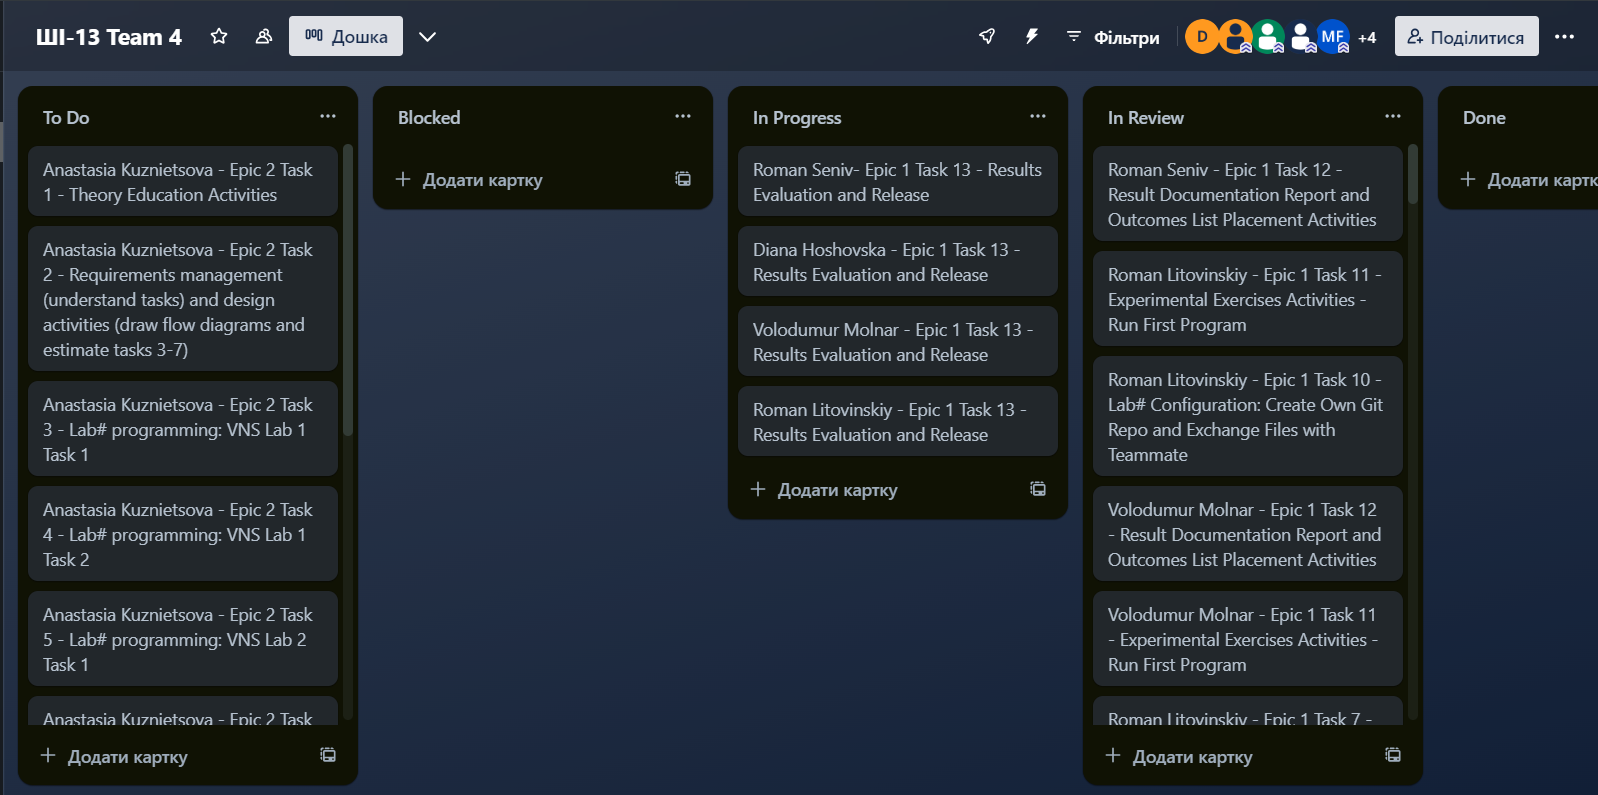 ШІ-13 Team 4
Дошка
Фільтри
D
MF
+4
Поділитися
To Do
Anastasia Kuznietsova - Epic 2 Task
1 - Theory Education Activities
Anastasia Kuznietsova - Epic 2 Task
2 - Requirements management
(understand tasks) and design
activities (draw flow diagrams and
estimate tasks 3-7)
Anastasia Kuznietsova - Epic 2 Task
3 - Lab# programming: VNS Lab 1
Task 1
Anastasia Kuznietsova - Epic 2 Task
4 - Lab# programming: VNS Lab 1
Task 2
Anastasia Kuznietsova - Epic 2 Task
5 - Lab# programming: VNS Lab 2
Task 1
Anastasia Kuznietsova - Epic 2 Task
Додати картку
Blocked
Додати картку
In Progress
Roman Seniv- Epic 1 Task 13 - Results
Evaluation and Release
Diana Hoshovska - Epic 1 Task 13 -
Results Evaluation and Release
Volodumur Molnar - Epic 1 Task 13 -
Results Evaluation and Release
Roman Litovinskiy - Epic 1 Task 13 -
Results Evaluation and Release
Додати картку
In Review
Roman Seniv - Epic 1 Task 12 -
Result Documentation Report and
Outcomes List Placement Activities
Roman Litovinskiy - Epic 1 Task 11 -
Experimental Exercises Activities -
Run First Program
Roman Litovinskiy - Epic 1 Task 10 -
Lab# Configuration: Create Own Git
Repo and Exchange Files with
Teammate
Volodumur Molnar - Epic 1 Task 12
- Result Documentation Report and
Outcomes List Placement Activities
Volodumur Molnar - Epic 1 Task 11
- Experimental Exercises Activities -
Run First Program
Roman Litovinskiy - Epic 1 Task 7 -
Додати картку
Done
Додати картк